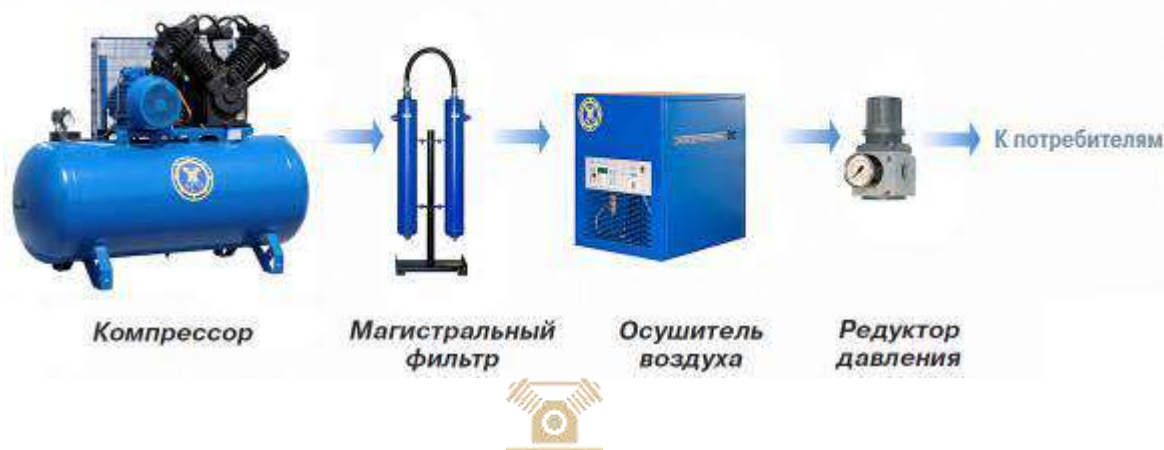 К потребителям
Компрессор
Магистральный
фильтр
Осушитель
воздуха
Редуктор
давления